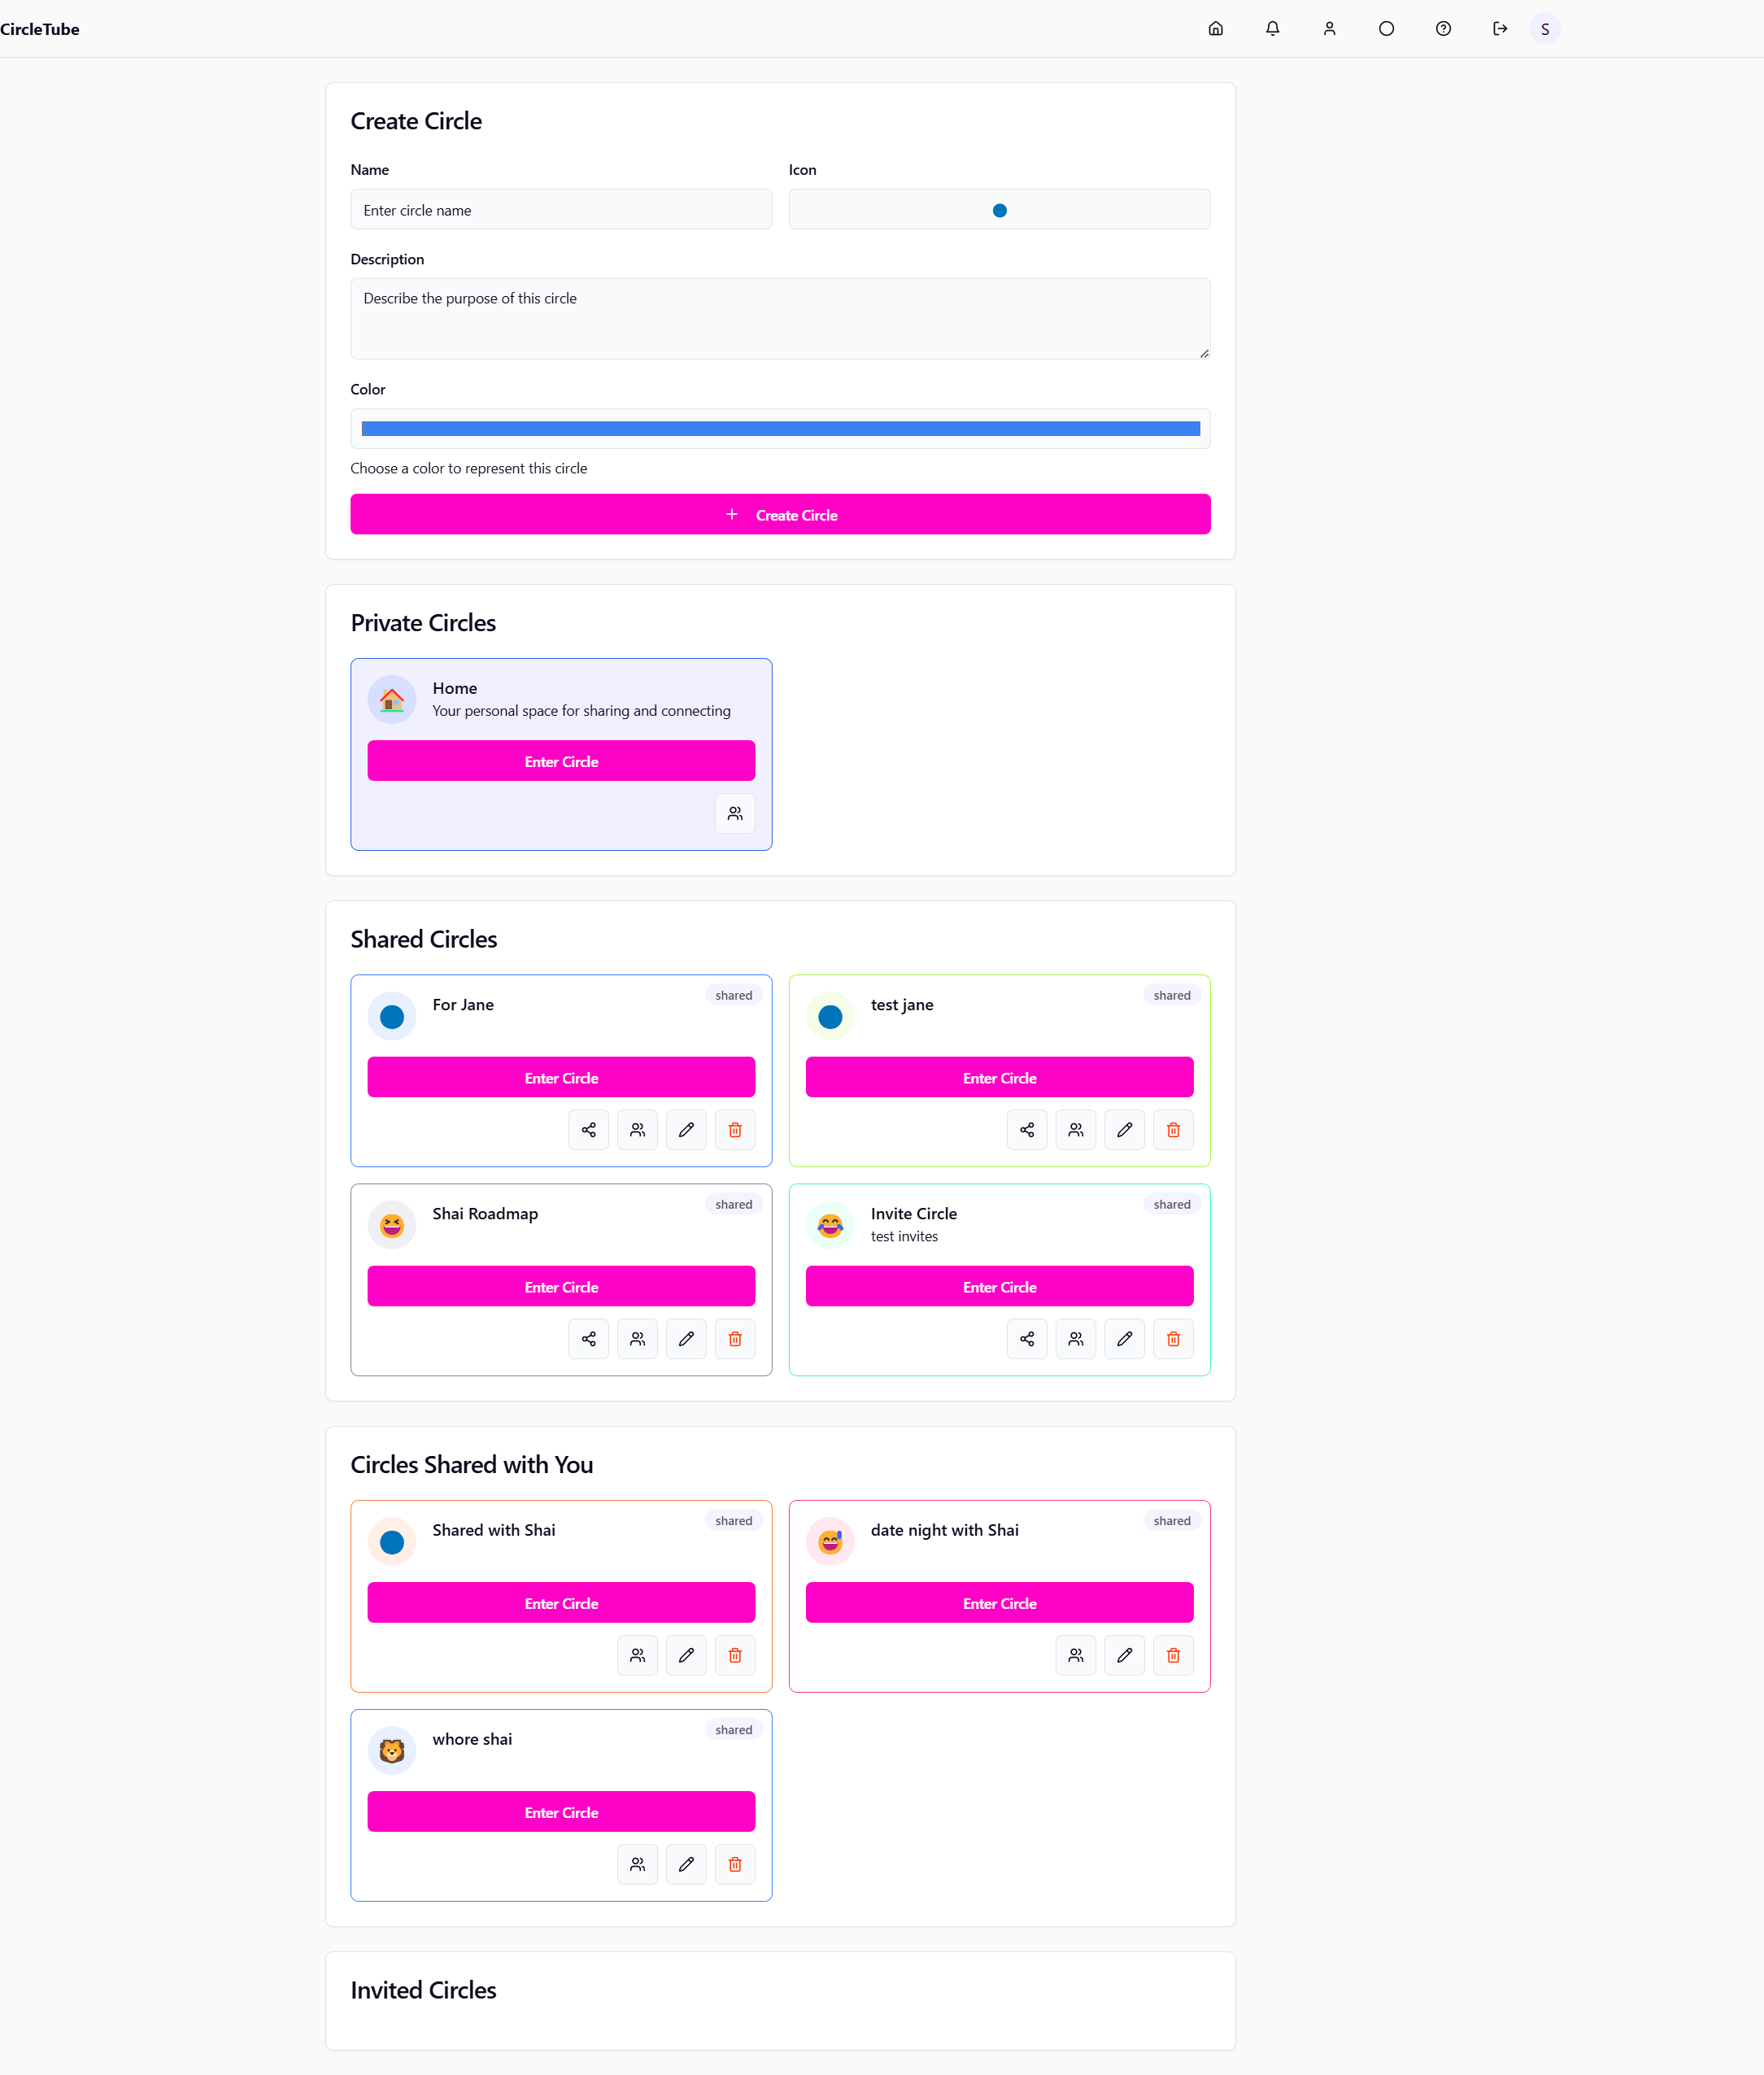 CircleTube
S
Create Circle
Name
Icon
Enter circle name
Description
Describe the purpose of this circle
Color
Choose a color to represent this circle
Create Circle
Private Circles
Home
Your personal space for sharing and connecting
Enter Circle
Shared Circles
For Jane
shared
Enter Circle
test jane
shared
Enter Circle
Shai Roadmap
shared
Enter Circle
Invite Circle
shared
test invites
Enter Circle
Circles Shared with You
Shared with Shai
shared
Enter Circle
date night with Shai
shared
Enter Circle
whore shai
shared
Enter Circle
Invited Circles